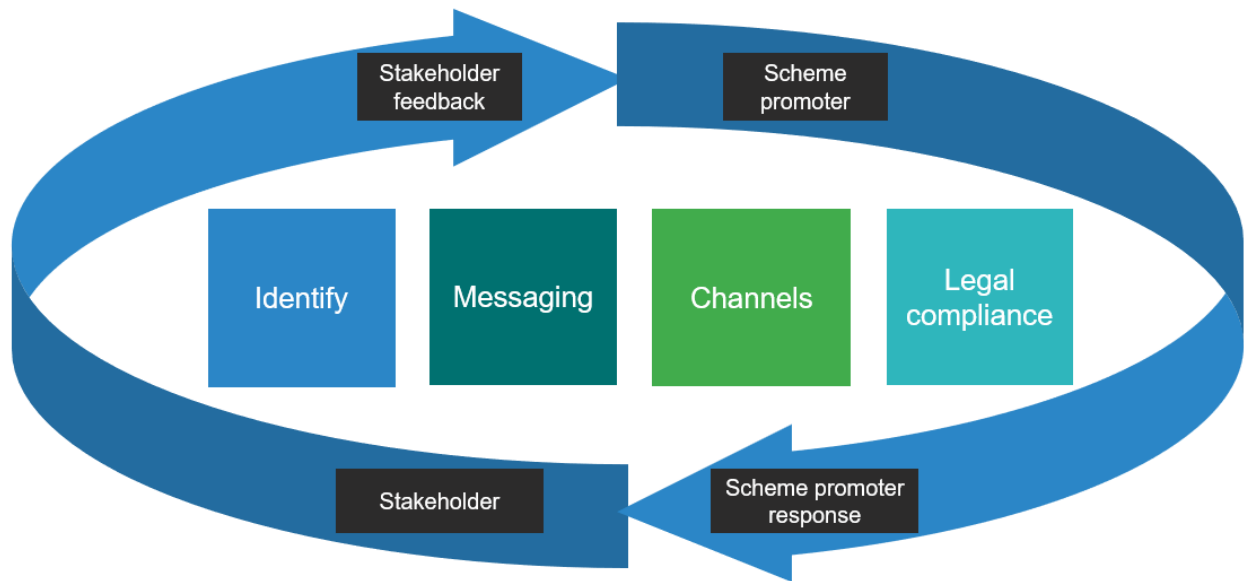 Stakeholder
feedback
Scheme
promoter
Identify
Messaging
Channels
Legal
compliance
Stakeholder
Scheme promoter
response